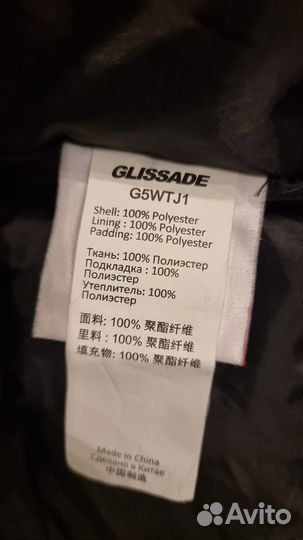 GLISSADE
G5WTJ1
Shell: 100% Polyester
Lining : 100% Polyester
Padding: 100% Polyester
Ткань: 100% Полиэстер
Подкладка : 100%
Полиэстер
Утеплитель: 100%
Полиэстер
面料: 100% 聚酯纤维
里料: 100% 聚酯纤维
填充物: 100% 聚酯纤维
Made in China
Сделано в Китае
中国制造
Avito